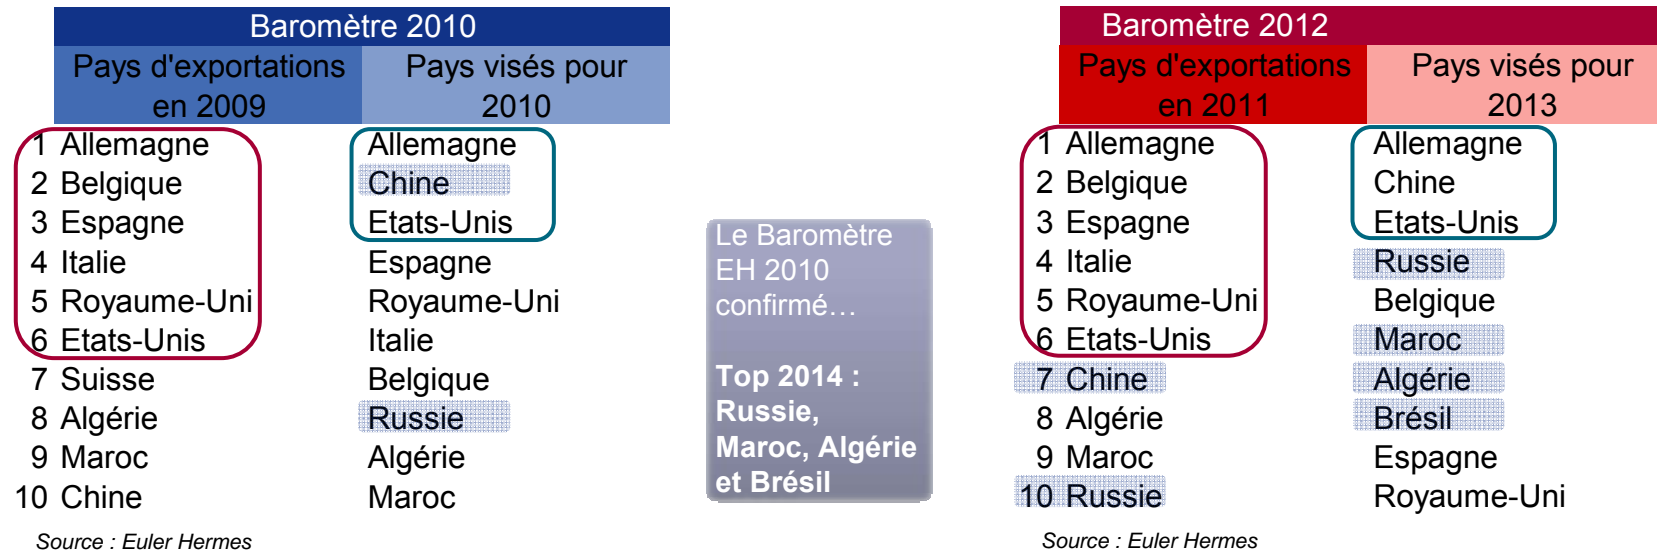 Baromètre 2010
Pays d'exportations en 2009
Pays visés pour 2010
1 Allemagne Allemagne
2 Belgique Chine
3 Espagne Etats-Unis
4 Italie Espagne
5 Royaume-Uni Royaume-Uni
6 Etats-Unis Italie
7 Suisse Belgique
8 Algérie Russie
9 Maroc Algérie
10 Chine Maroc
Source : Euler Hermes
Le Baromètre
EH 2010
confirmé…
Top 2014 :
Russie,
Maroc, Algérie
et Brésil
Baromètre 2012
Pays d'exportations en 2011
Pays visés pour 2013
1 Allemagne Allemagne
2 Belgique Chine
3 Espagne Etats-Unis
4 Italie Russie
5 Royaume-Uni Belgique
6 Etats-Unis Maroc
7 Chine Algérie
8 Algérie Brésil
9 Maroc Espagne
10 Russie Royaume-Uni
Source : Euler Hermes